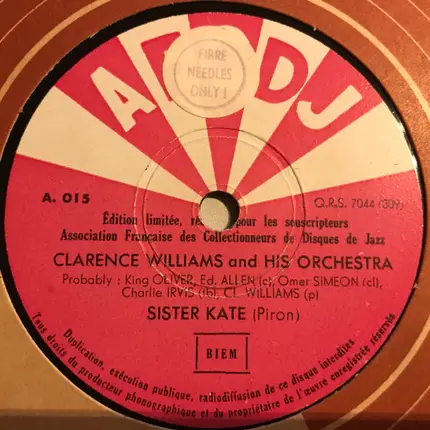 A F C D J
FIBRE
NEEDLES
ONLY !
A. 015
Q.R.S. 7044 (309)
Édition limitée, pour les souscripteurs
Association Française des Collectionneurs de Disques de Jazz
CLARENCE WILLIAMS and HIS ORCHESTRA
Probably : King OLIVER, Ed. ALLEN (c), Omer SIMEON (cl),
Charlie IRVIS (tb), Cl. WILLIAMS (p)
SISTER KATE (Piron)
BIEM
Duplication, exécution publique, radiodiffusion de ce disque interdites
Tous droits du producteur phonographique et du propriétaire de l'œuvre enregistrée réservés